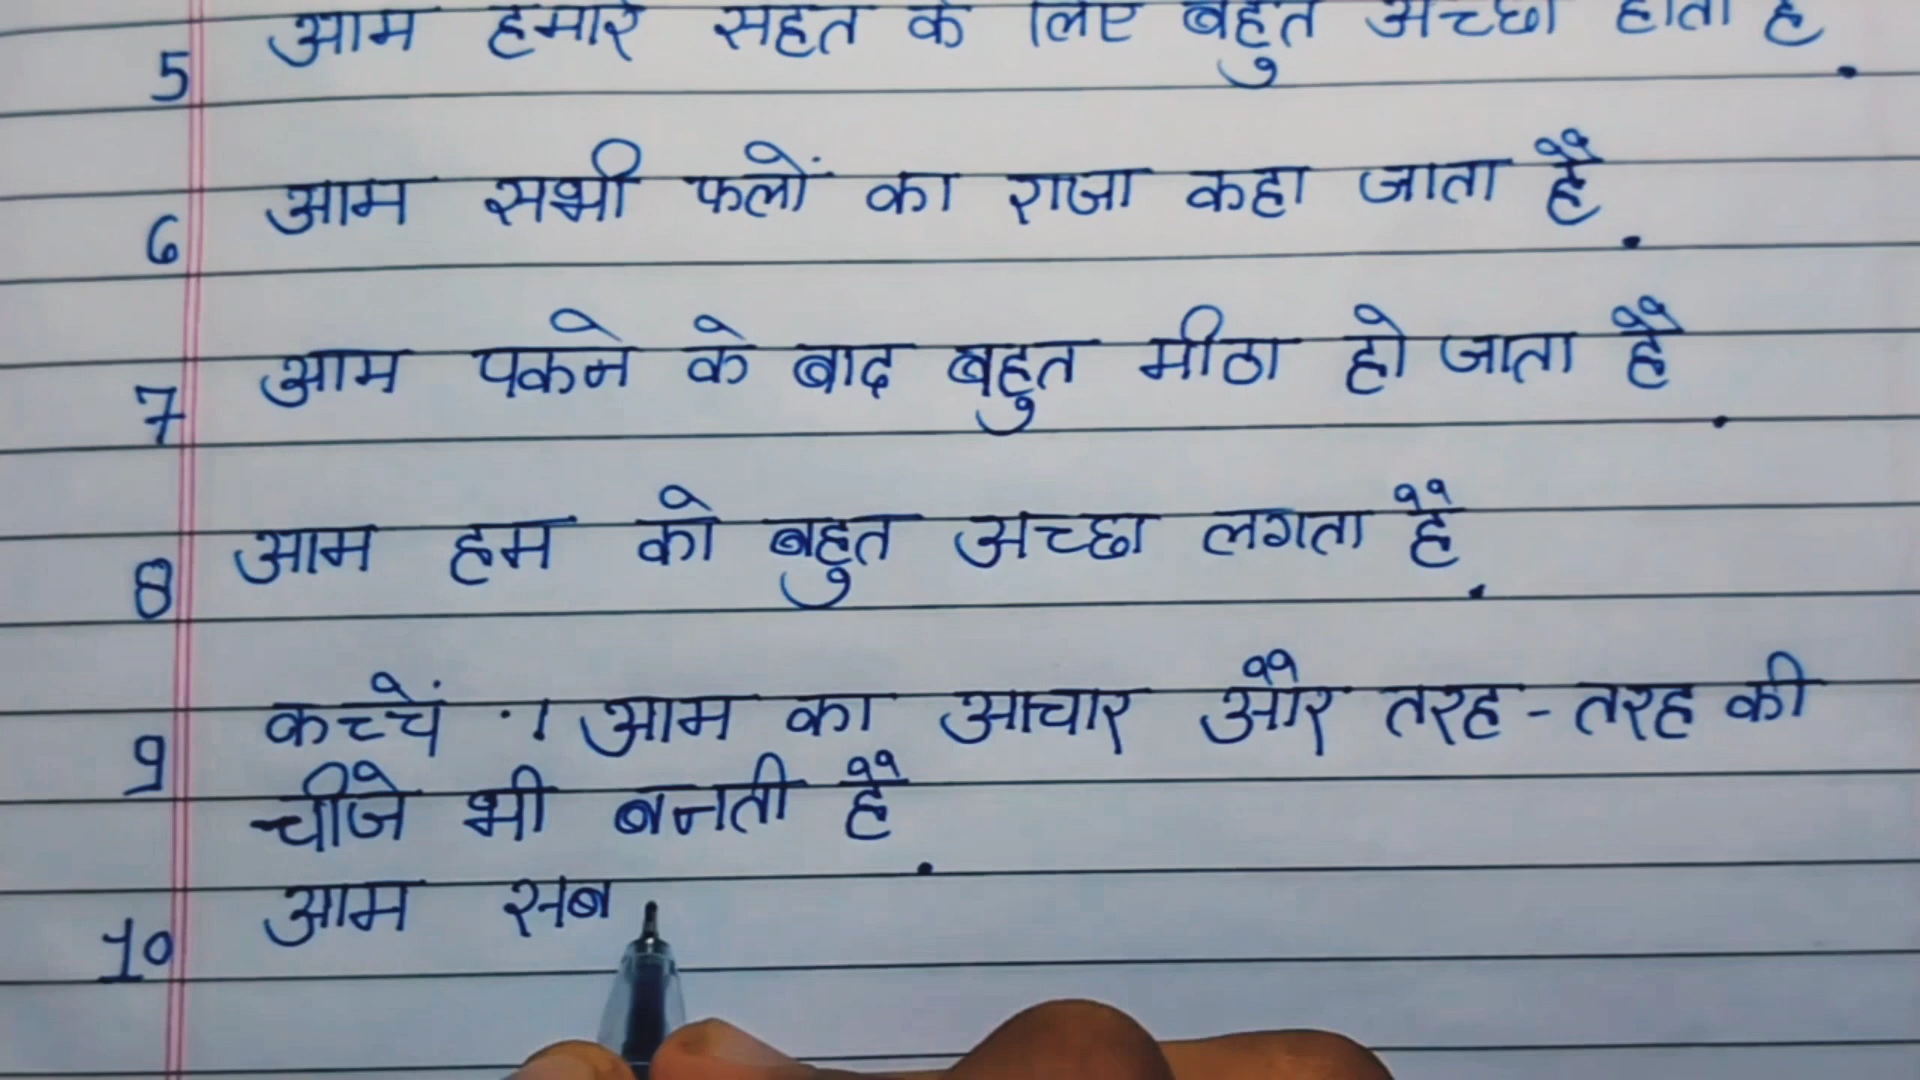 5 आम हमारे सहत के लिए बहुत अच्छा होता है.
6 आम सभी फलों का राजा कहा जाता है.
7 आम पकने के बाद बहुत मीठा हो जाता है.
8 आम हम को बहुत अच्छा लगता है.
9 कच्चें . । आम का आचार और तरह - तरह की
चीजे भी बनती है.
10 आम सब